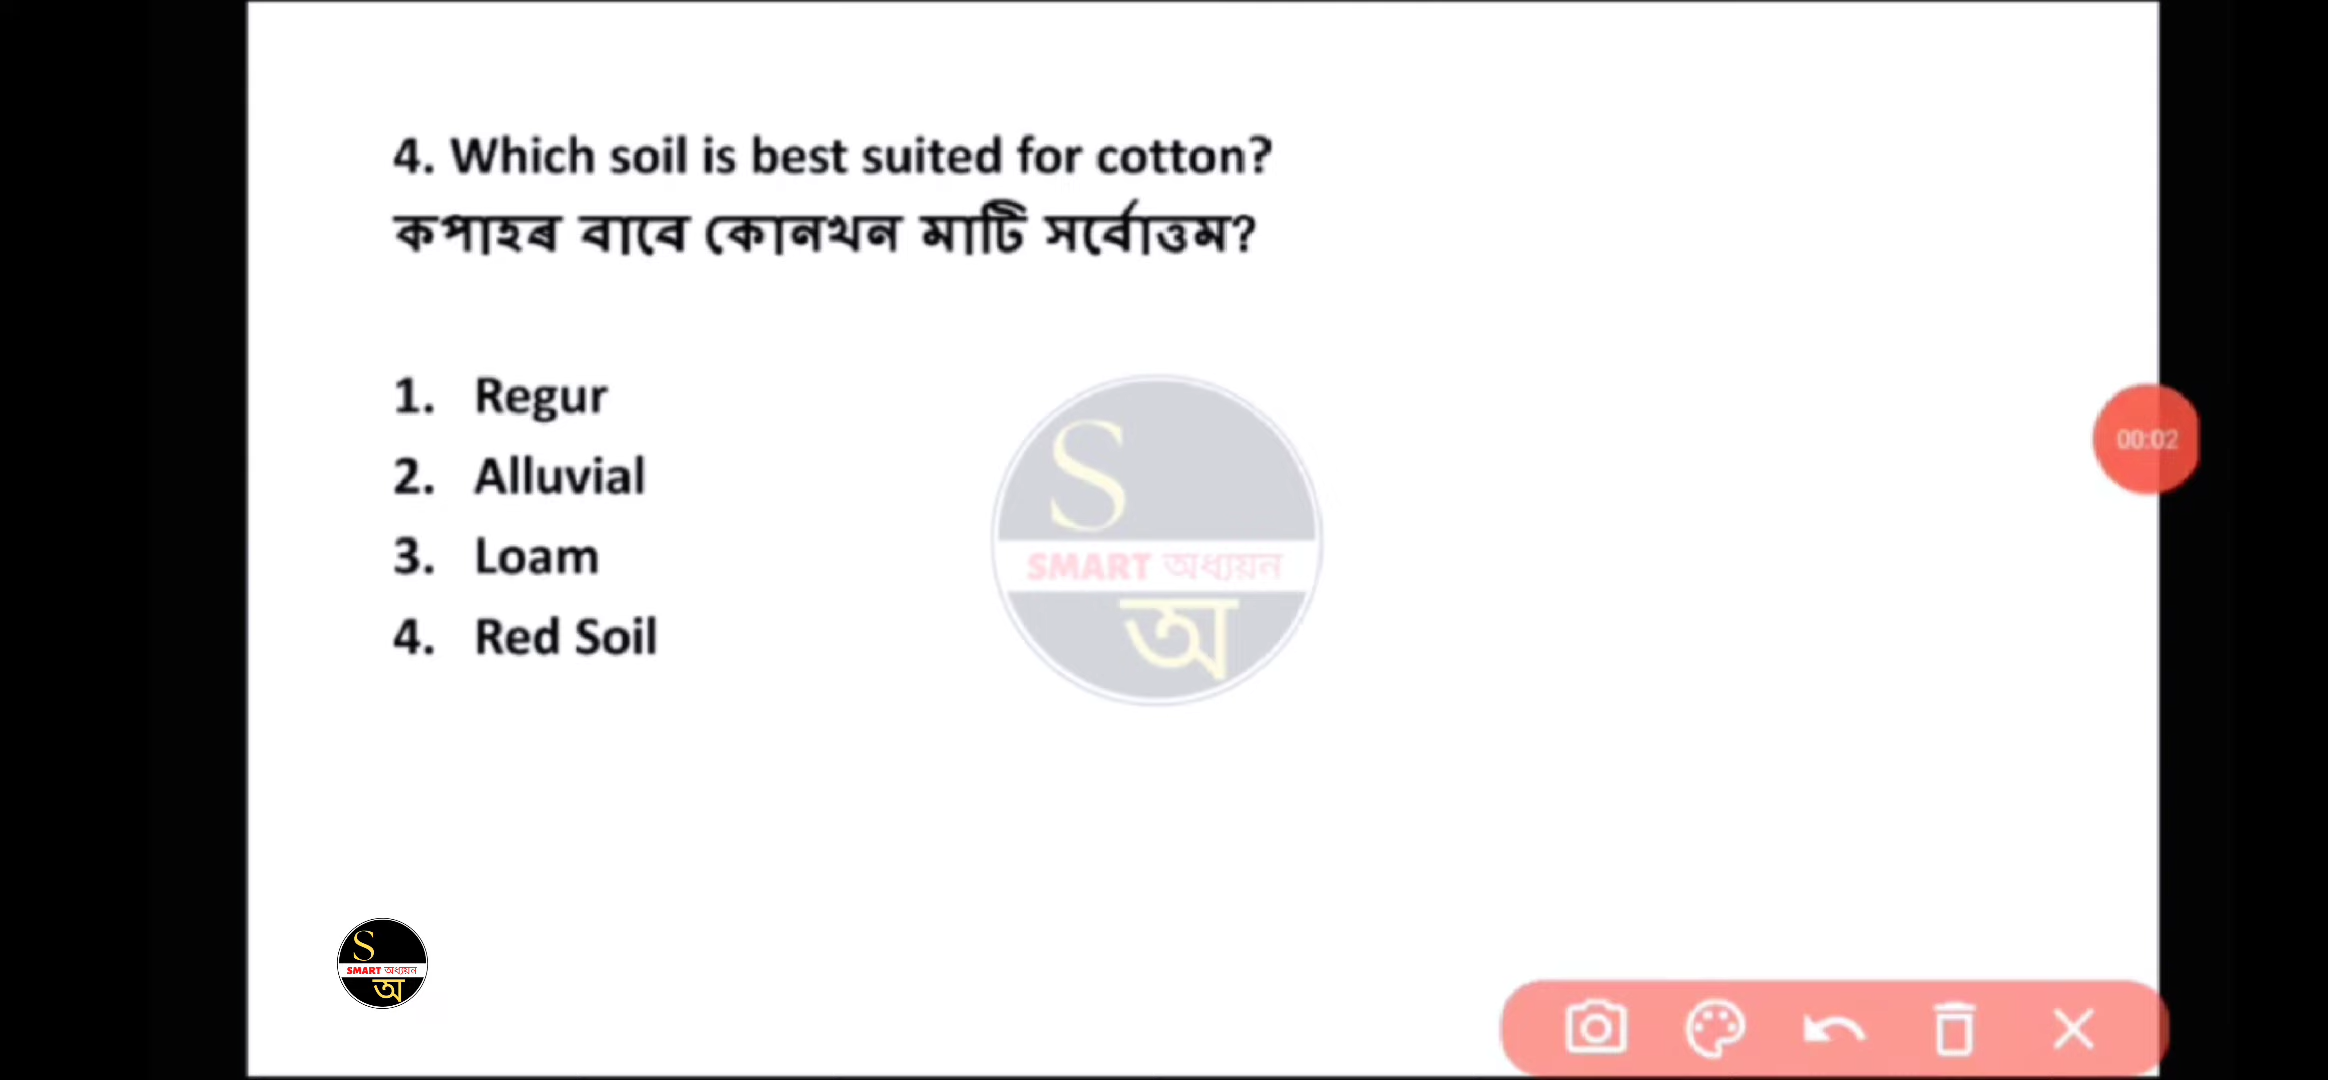 4. Which soil is best suited for cotton?
কপাহৰ বাবে কোনখন মাটি সৰ্বোত্তম?
1. Regur
2. Alluvial
3. Loam
4. Red Soil
S
SMART অধ্যয়ন
অ
00:02
S
SMART অধ্যয়ন
অ